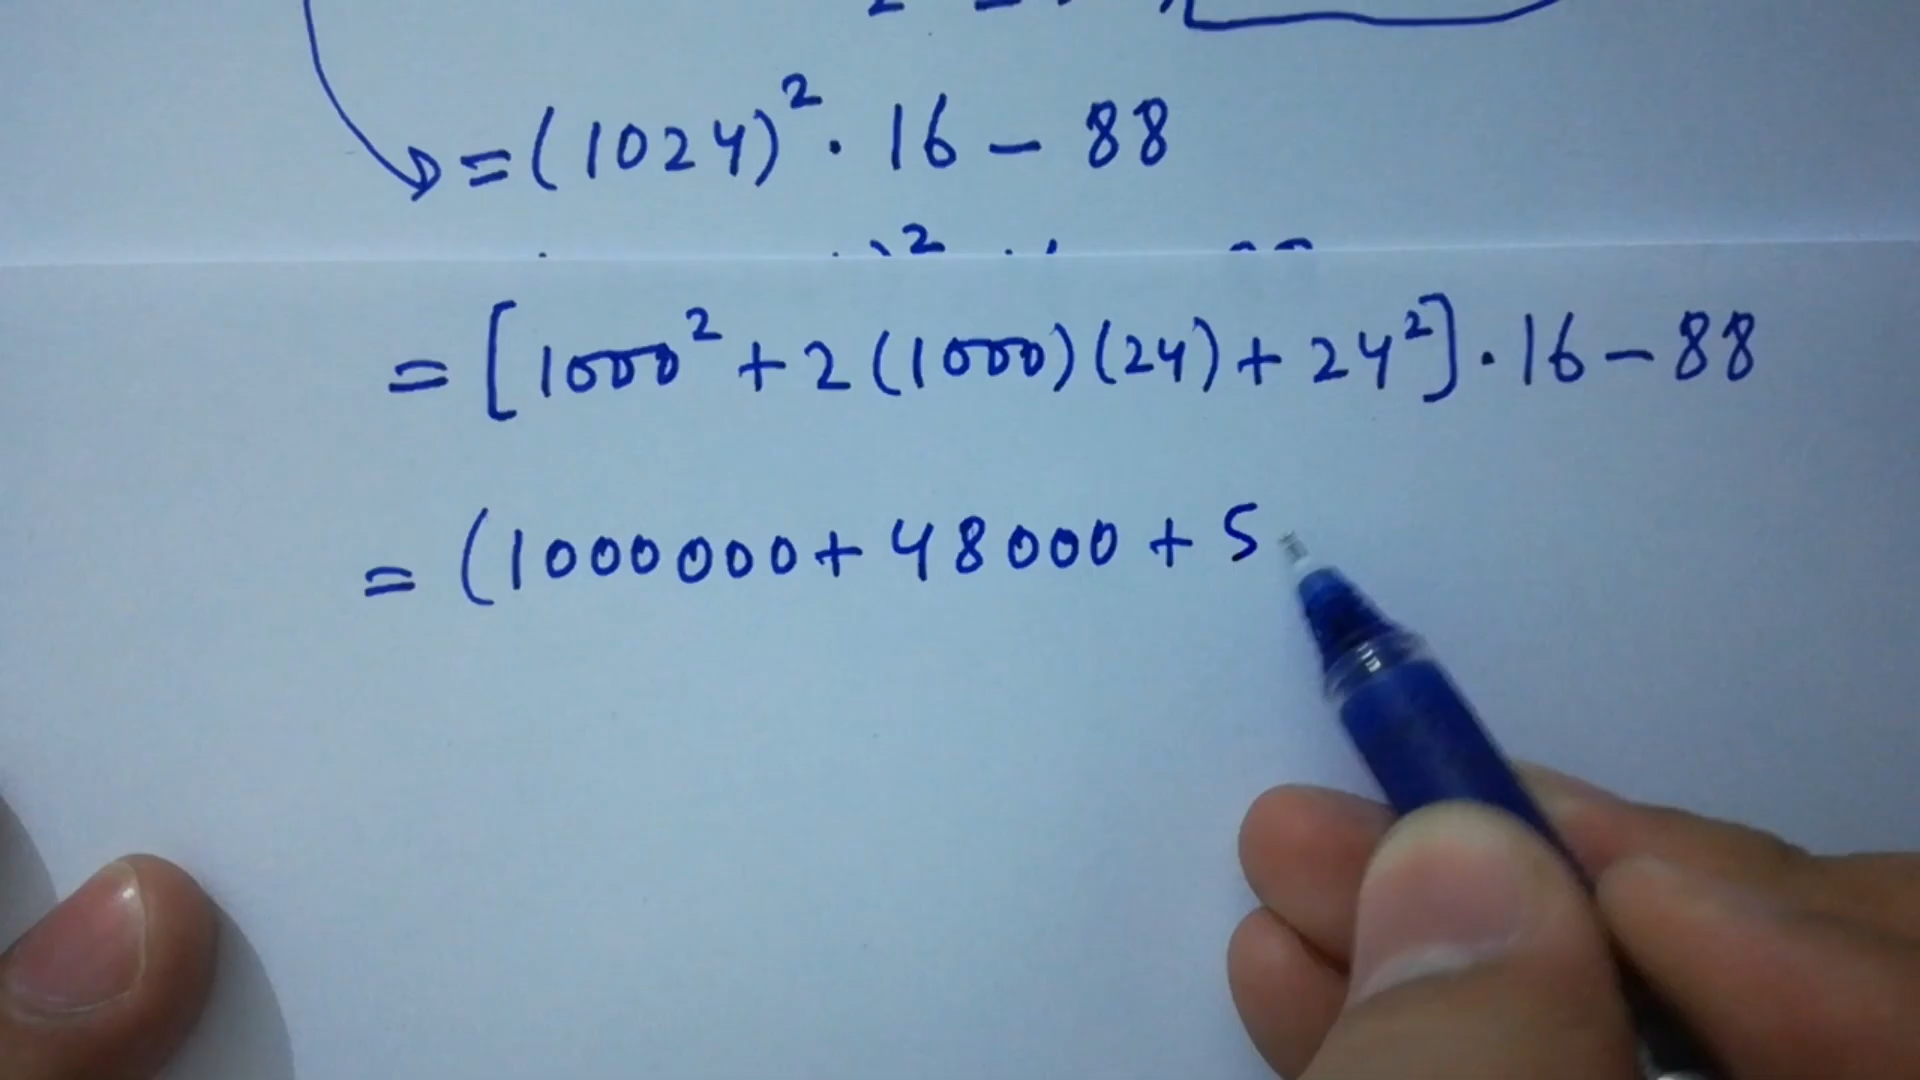 = (1024)² · 16 - 88
= [1000² + 2 (1000) (24) + 24²] · 16 - 88
= (1000000 + 48000 + 5